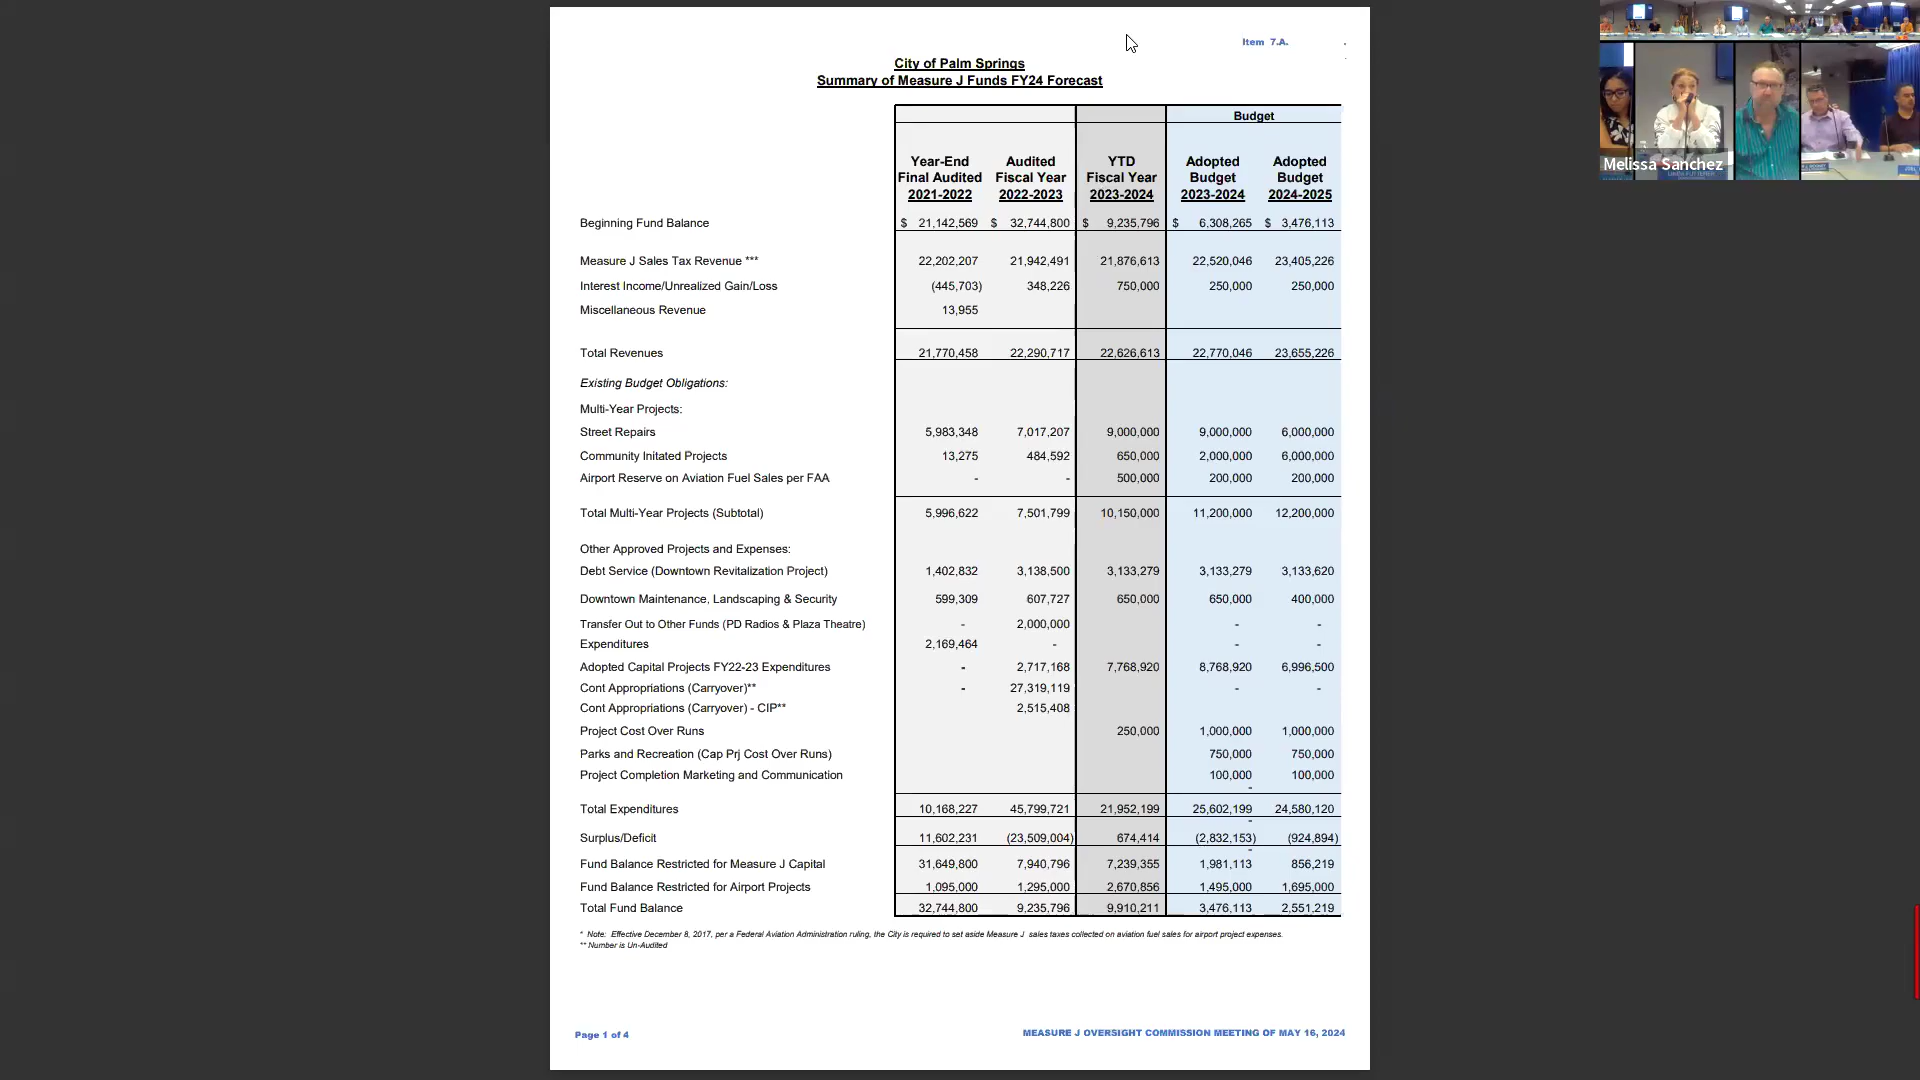 Item 7.A.
City of Palm Springs
Summary of Measure J Funds FY24 Forecast
Budget
Year-End Final Audited 2021-2022 Audited Fiscal Year 2022-2023 YTD Fiscal Year 2023-2024 Adopted Budget 2023-2024 Adopted Budget 2024-2025
Beginning Fund Balance $ 21,142,569 $ 32,744,800 $ 9,235,796 $ 6,308,265 $ 3,476,113
Measure J Sales Tax Revenue *** 22,202,207 21,942,491 21,876,613 22,520,046 23,405,226
Interest Income/Unrealized Gain/Loss (445,703) 348,226 750,000 250,000 250,000
Miscellaneous Revenue 13,955
Total Revenues 21,770,458 22,290,717 22,626,613 22,770,046 23,655,226
Existing Budget Obligations:
Multi-Year Projects:
Street Repairs 5,983,348 7,017,207 9,000,000 9,000,000 6,000,000
Community Initated Projects 13,275 484,592 650,000 2,000,000 6,000,000
Airport Reserve on Aviation Fuel Sales per FAA - - 500,000 200,000 200,000
Total Multi-Year Projects (Subtotal) 5,996,622 7,501,799 10,150,000 11,200,000 12,200,000
Other Approved Projects and Expenses:
Debt Service (Downtown Revitalization Project) 1,402,832 3,138,500 3,133,279 3,133,279 3,133,620
Downtown Maintenance, Landscaping & Security 599,309 607,727 650,000 650,000 400,000
Transfer Out to Other Funds (PD Radios & Plaza Theatre) - 2,000,000 - -
Expenditures 2,169,464 - - -
Adopted Capital Projects FY22-23 Expenditures - 2,717,168 7,768,920 8,768,920 6,996,500
Cont Appropriations (Carryover)** - 27,319,119 - -
Cont Appropriations (Carryover) - CIP** 2,515,408
Project Cost Over Runs 250,000 1,000,000 1,000,000
Parks and Recreation (Cap Prj Cost Over Runs) 750,000 750,000
Project Completion Marketing and Communication 100,000 100,000
-
Total Expenditures 10,168,227 45,799,721 21,952,199 25,602,199 24,580,120
-
Surplus/Deficit 11,602,231 (23,509,004) 674,414 (2,832,153) (924,894)
-
Fund Balance Restricted for Measure J Capital 31,649,800 7,940,796 7,239,355 1,981,113 856,219
Fund Balance Restricted for Airport Projects 1,095,000 1,295,000 2,670,856 1,495,000 1,695,000
Total Fund Balance 32,744,800 9,235,796 9,910,211 3,476,113 2,551,219
* Note: Effective December 8, 2017, per a Federal Aviation Administration ruling, the City is required to set aside Measure J sales taxes collected on aviation fuel sales for airport project expenses.
** Number is Un-Audited
Page 1 of 4
MEASURE J OVERSIGHT COMMISSION MEETING OF MAY 16, 2024
Melissa Sanchez